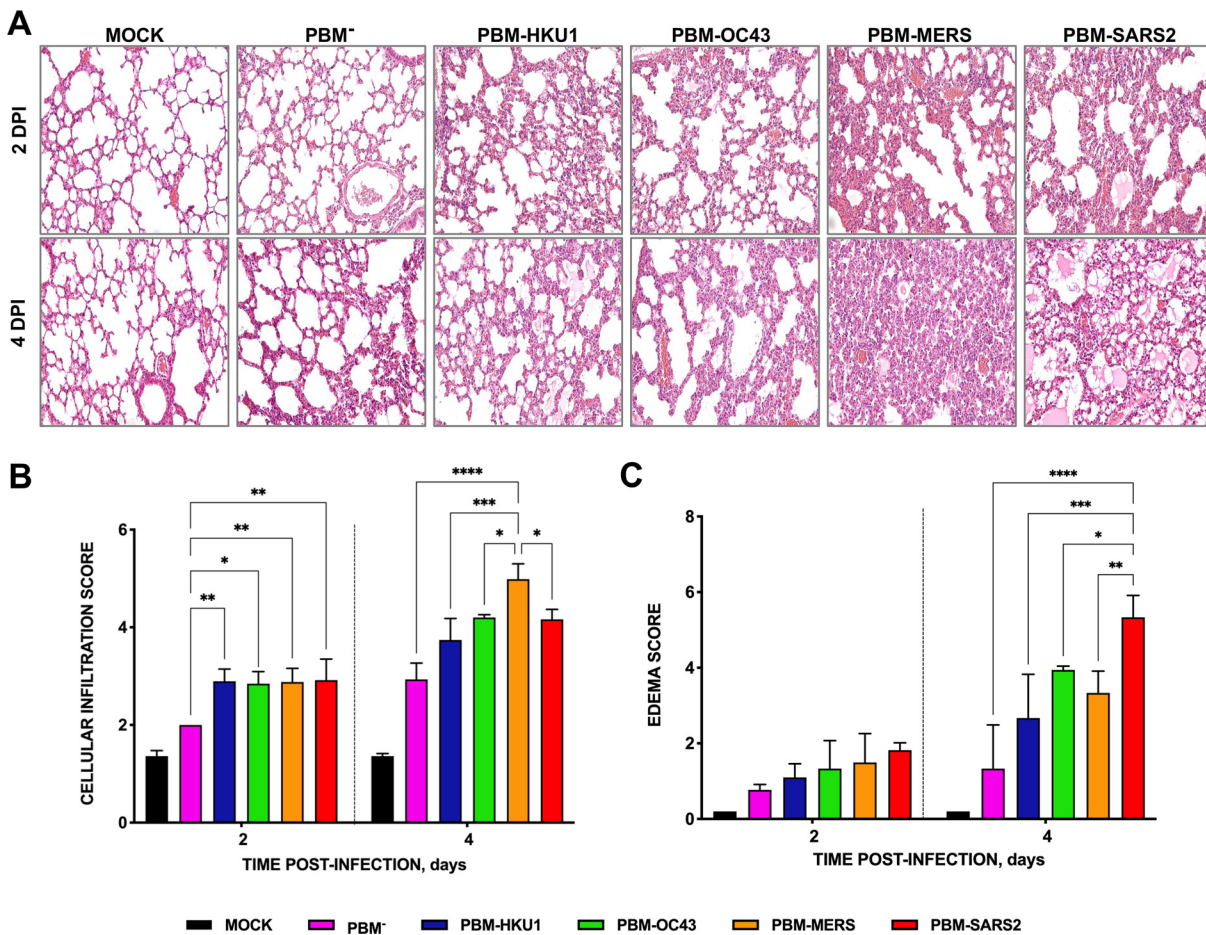 A
MOCK PBM⁻ PBM-HKU1 PBM-OC43 PBM-MERS PBM-SARS2
2 DPI
4 DPI
B
CELLULAR INFILTRATION SCORE
6
4
2
0
**
**
*
**
****
***
*
*
2
4
TIME POST-INFECTION, days
C
EDEMA SCORE
8
6
4
2
0
****
***
*
**
2
4
TIME POST-INFECTION, days
MOCK PBM⁻ PBM-HKU1 PBM-OC43 PBM-MERS PBM-SARS2